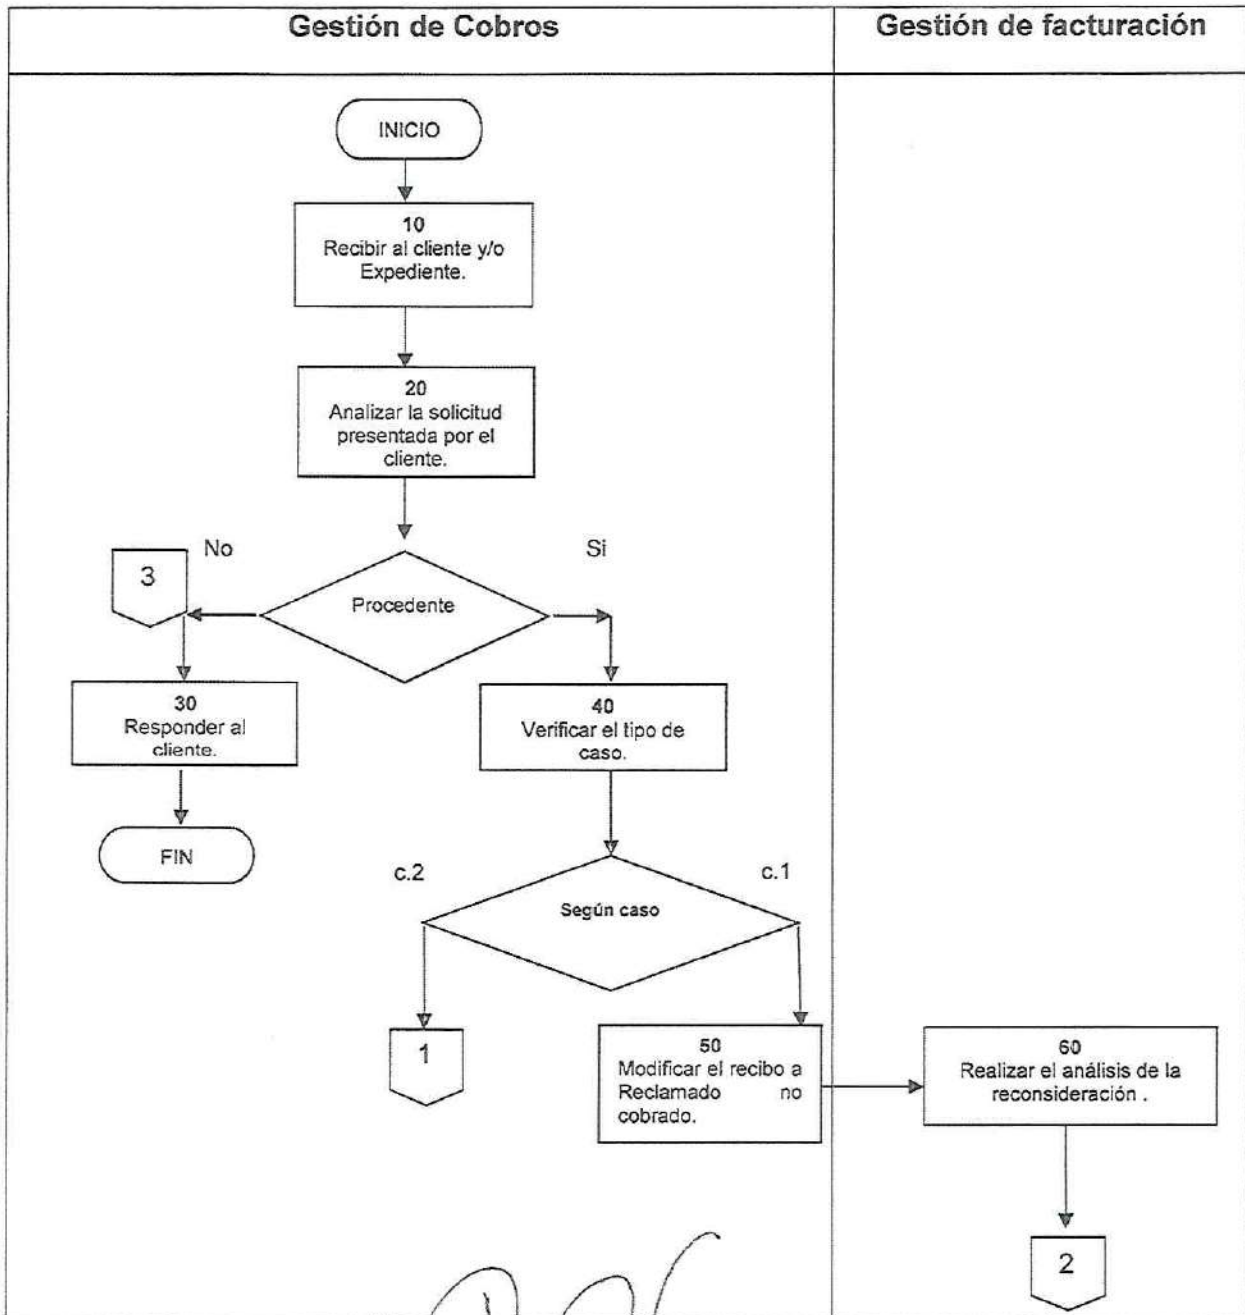 Gestión de Cobros
Gestión de facturación
INICIO
10
Recibir al cliente y/o
Expediente.
20
Analizar la solicitud
presentada por el
cliente.
No
Si
3
Procedente
30
Responder al
cliente.
40
Verificar el tipo de
caso.
FIN
c.2
c.1
Según caso
1
50
Modificar el recibo a
Reclamado no
cobrado.
60
Realizar el análisis de la
reconsideración .
2